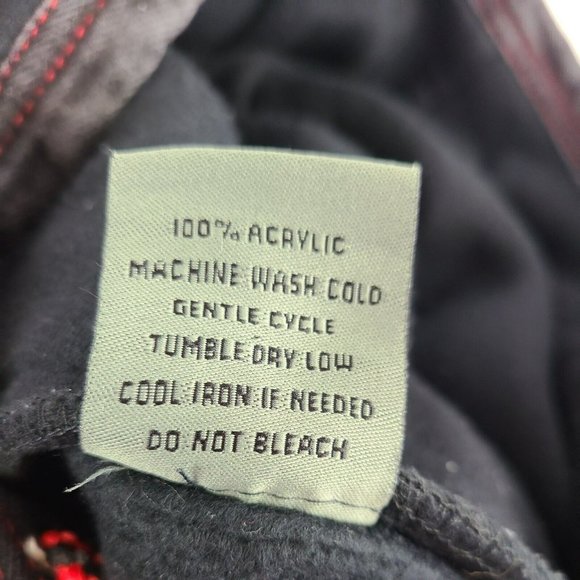 100% ACRYLIC
MACHINE WASH COLD
GENTLE CYCLE
TUMBLE DRY LOW
COOL IRON IF NEEDED
DO NOT BLEACH